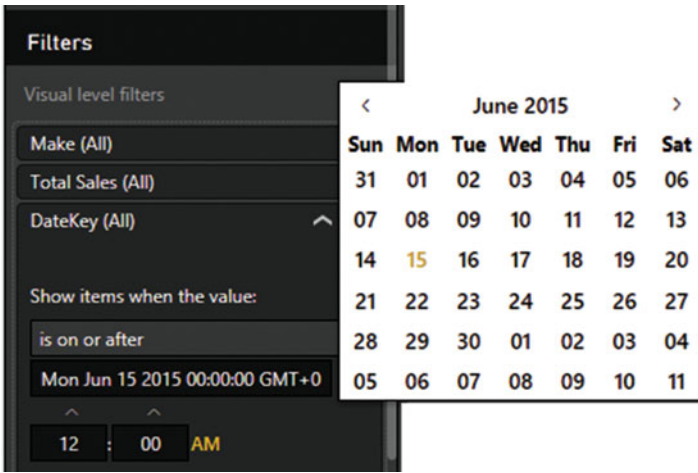 Filters
Visual level filters
Make (All)
Total Sales (All)
DateKey (All)
Show items when the value:
is on or after
Mon Jun 15 2015 00:00:00 GMT+0
12 : 00 AM
< June 2015 >
Sun Mon Tue Wed Thu Fri Sat
31 01 02 03 04 05 06
07 08 09 10 11 12 13
14 15 16 17 18 19 20
21 22 23 24 25 26 27
28 29 30 01 02 03 04
05 06 07 08 09 10 11